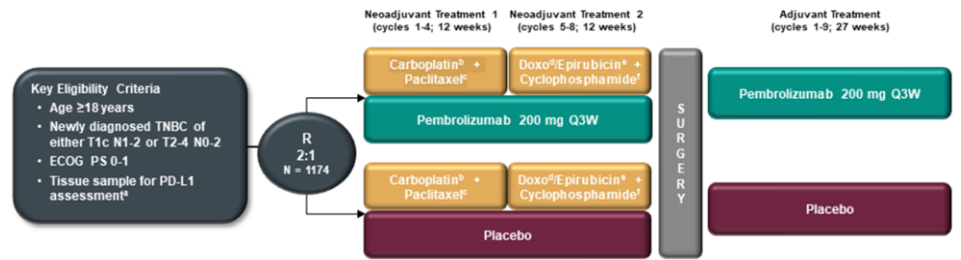 Neoadjuvant Treatment 1
(cycles 1-4; 12 weeks)
Neoadjuvant Treatment 2
(cycles 5-8; 12 weeks)
Adjuvant Treatment
(cycles 1-9; 27 weeks)
Key Eligibility Criteria
• Age ≥18 years
• Newly diagnosed TNBC of
either T1c N1-2 or T2-4 N0-2
• ECOG PS 0-1
• Tissue sample for PD-L1
assessmentᵃ
R
2:1
N = 1174
Carboplatinᵇ +
Paclitaxelᶜ
Doxoᵈ/Epirubicinᵉ +
Cyclophosphamideᶠ
Pembrolizumab 200 mg Q3W
Carboplatinᵇ +
Paclitaxelᶜ
Doxoᵈ/Epirubicinᵉ +
Cyclophosphamideᶠ
Placebo
SURGERY
Pembrolizumab 200 mg Q3W
Placebo